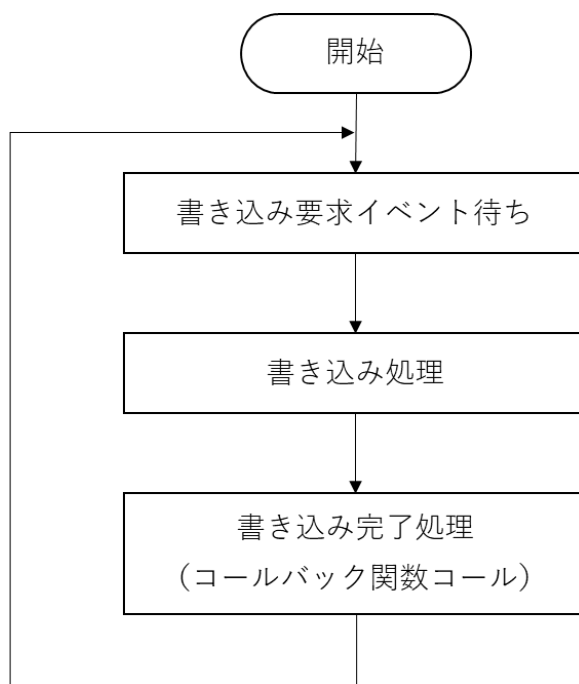 開始
書き込み要求イベント待ち
書き込み処理
書き込み完了処理
（コールバック関数コール）